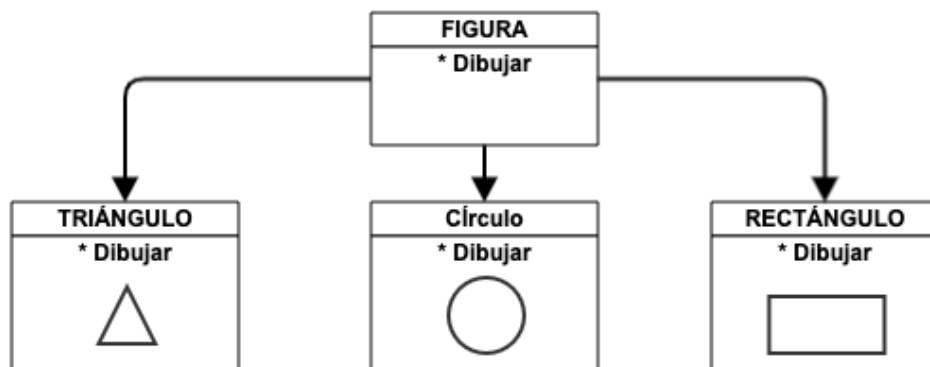 FIGURA
* Dibujar
TRIÁNGULO
* Dibujar
CÍrculo
* Dibujar
RECTÁNGULO
* Dibujar